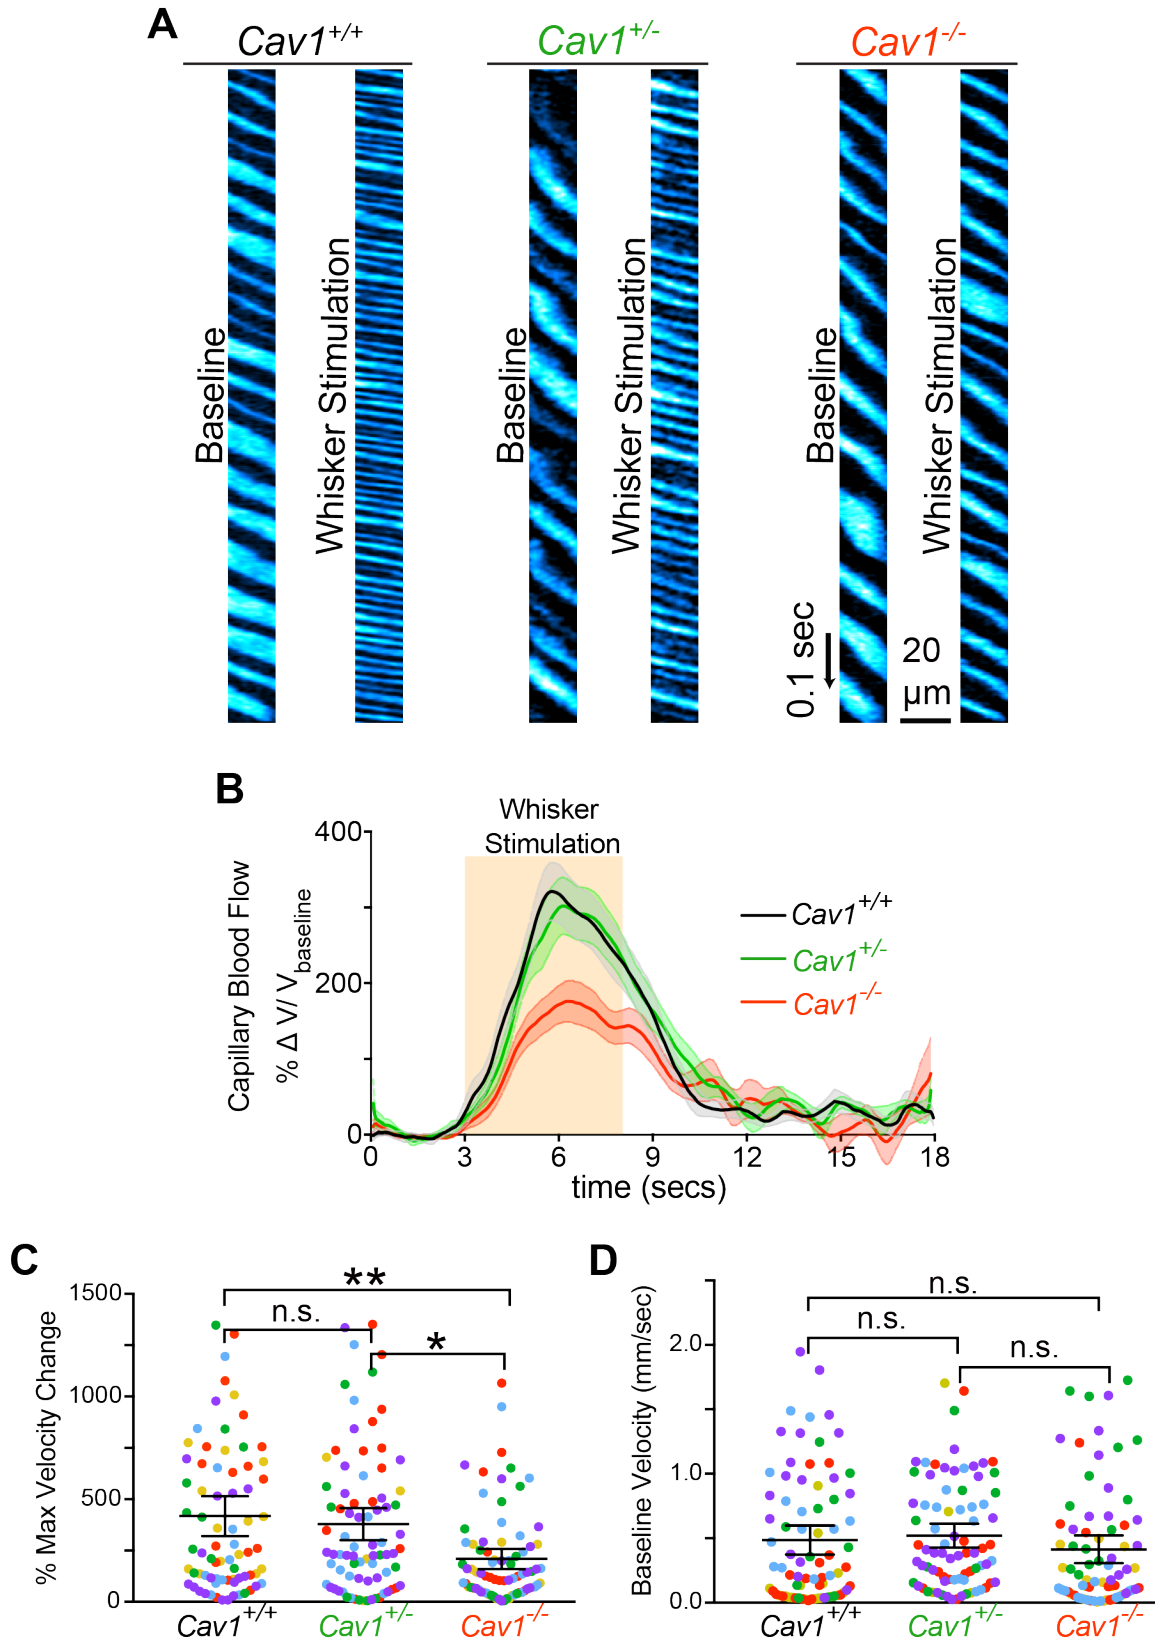 A
Cav1+/+
Cav1+/-
Cav1-/-
Baseline
Whisker Stimulation
Baseline
Whisker Stimulation
Baseline
Whisker Stimulation
0.1 sec
20
µm
B
Whisker
Stimulation
Capillary Blood Flow
% Δ V/ Vbaseline
400
200
0
0 3 6 9 12 15 18
time (secs)
Cav1+/+
Cav1+/-
Cav1-/-
C
% Max Velocity Change
1500
1000
500
0
**
n.s.
*
Cav1+/+ Cav1+/- Cav1-/-
D
Baseline Velocity (mm/sec)
2.0
1.0
0.0
n.s.
n.s.
n.s.
Cav1+/+ Cav1+/- Cav1-/-